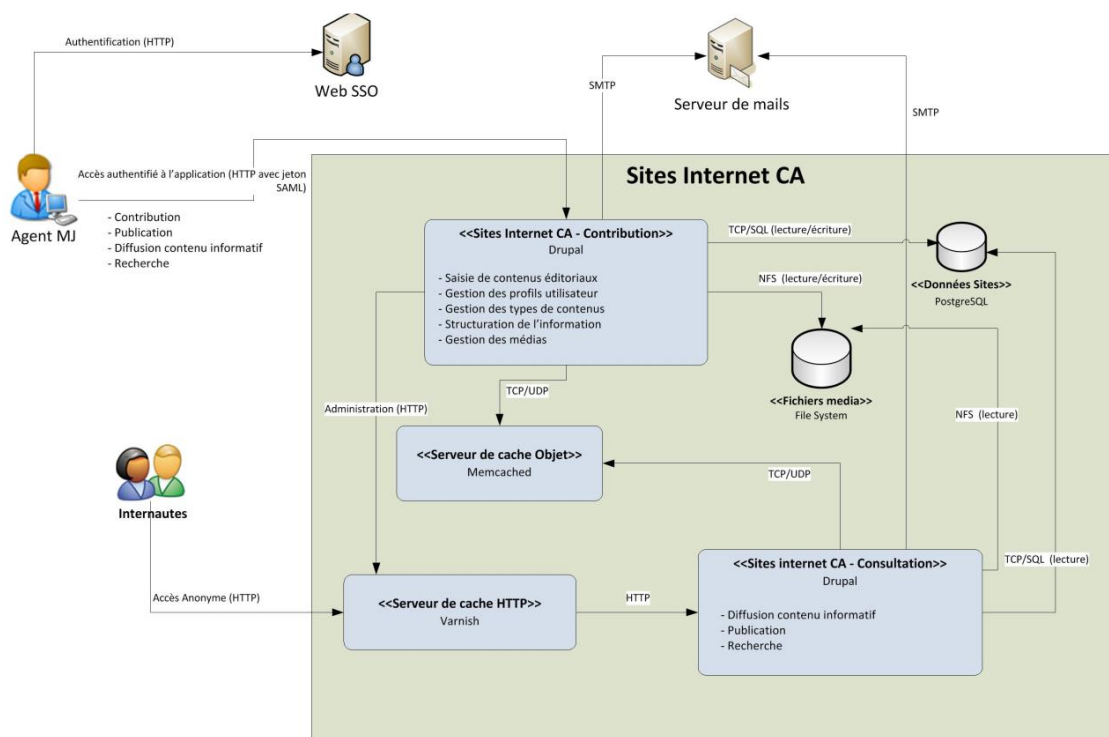 Authentification (HTTP)
Web SSO
Serveur de mails
SMTP
SMTP
Agent MJ
Accès authentifié à l'application (HTTP avec jeton
SAML)
- Contribution
- Publication
- Diffusion contenu informatif
- Recherche
Sites Internet CA
<<Sites Internet CA - Contribution>>
Drupal
- Saisie de contenus éditoriaux
- Gestion des profils utilisateur
- Gestion des types de contenus
- Structuration de l'information
- Gestion des médias
TCP/SQL (lecture/écriture)
<<Données Sites>>
PostgreSQL
NFS (lecture/écriture)
<<Fichiers media>>
File System
TCP/UDP
Administration (HTTP)
NFS (lecture)
<<Serveur de cache Objet>>
Memcached
TCP/UDP
Internautes
<<Sites internet CA - Consultation>>
Drupal
- Diffusion contenu informatif
- Publication
- Recherche
TCP/SQL (lecture)
Accès Anonyme (HTTP)
<<Serveur de cache HTTP>>
Varnish
HTTP